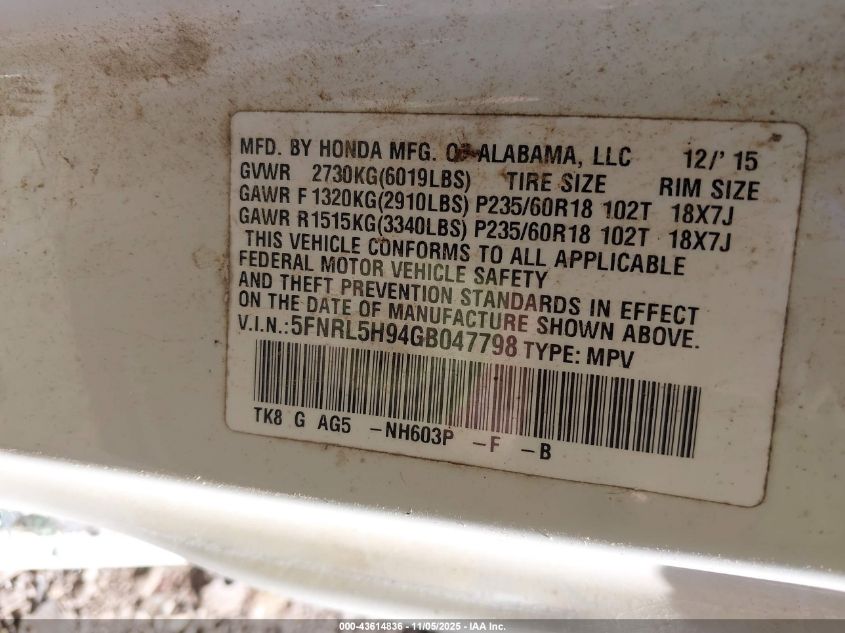 MFD. BY HONDA MFG. OF ALABAMA, LLC 12/'15
GVWR 2730KG(6019LBS) TIRE SIZE RIM SIZE
GAWR F 1320KG(2910LBS) P235/60R18 102T 18X7J
GAWR R1515KG(3340LBS) P235/60R18 102T 18X7J
THIS VEHICLE CONFORMS TO ALL APPLICABLE
FEDERAL MOTOR VEHICLE SAFETY
AND THEFT PREVENTION STANDARDS IN EFFECT
ON THE DATE OF MANUFACTURE SHOWN ABOVE.
V.I.N.:5FNRL5H94GB047798 TYPE: MPV
TK8 G AG5 -NH603P -F -B
000-43614836 - 11/05/2025 - IAA Inc.